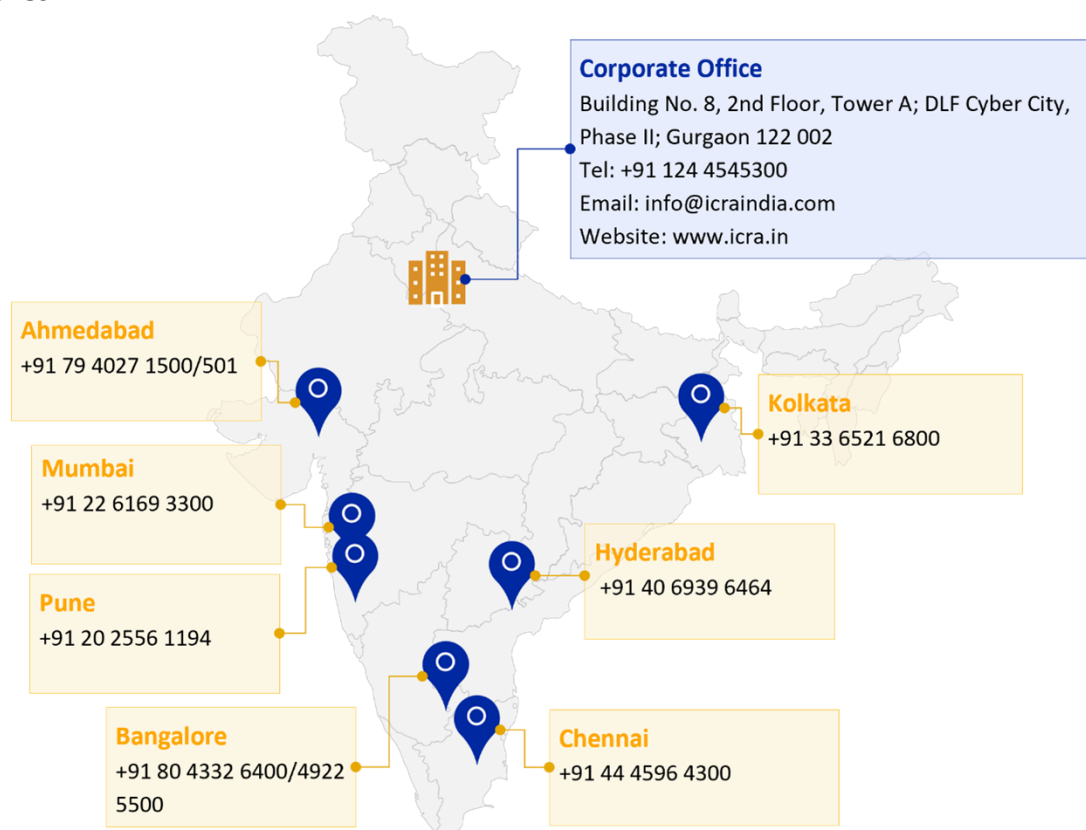 Corporate Office
Building No. 8, 2nd Floor, Tower A; DLF Cyber City,
Phase II; Gurgaon 122 002
Tel: +91 124 4545300
Email: info@icraindia.com
Website: www.icra.in
Ahmedabad
+91 79 4027 1500/501
Kolkata
+91 33 6521 6800
Mumbai
+91 22 6169 3300
Hyderabad
+91 40 6939 6464
Pune
+91 20 2556 1194
Bangalore
+91 80 4332 6400/4922
5500
Chennai
+91 44 4596 4300